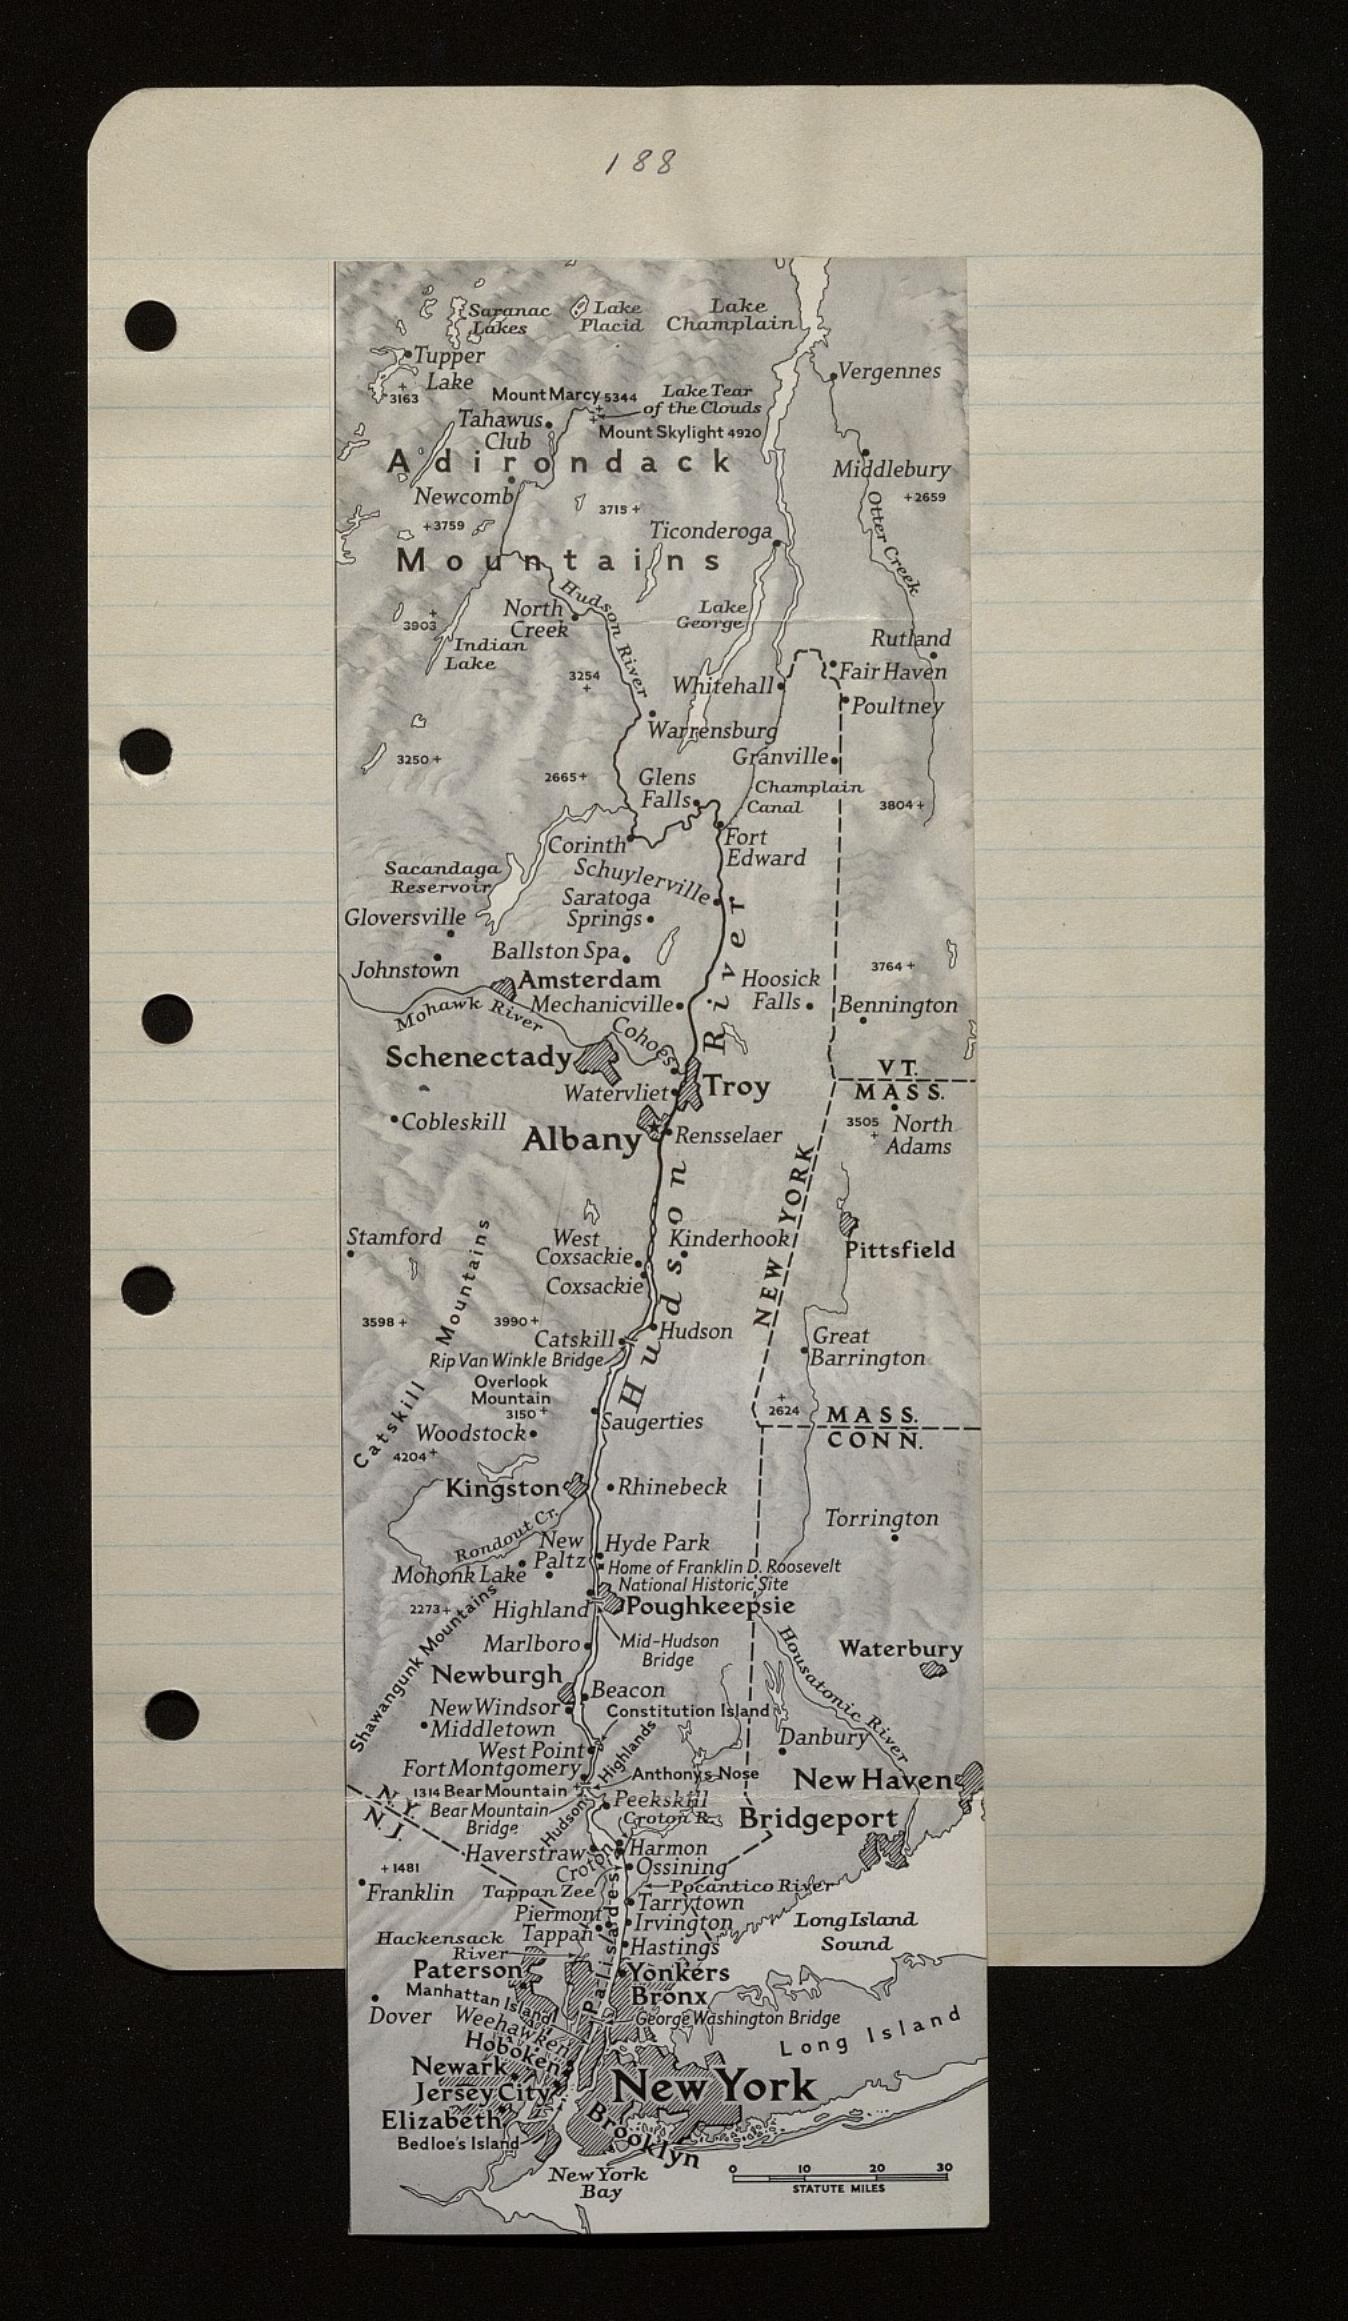 188
Saranac
Lakes
Lake
Placid
Lake
Champlain
Tupper
Lake
3163
Vergennes
Mount Marcy 5344
Lake Tear
of the Clouds
Tahawus
Club
Mount Skylight 4920
Adirondack
Middlebury
Newcomb
+2659
3715+
+3759
Otter Creek
Ticonderoga
Mountains
Hudson River
North
Creek
Lake
George
3903
Indian
Lake
Rutland
Fair Haven
3254
Whitehall
Poultney
Warrensburg
3250+
Granville
2665+
Glens
Falls
Champlain
Canal
3804+
Corinth
Fort
Edward
Sacandaga
Reservoir
Schuylerville
Saratoga
Springs
Gloversville
Ballston Spa
Johnstown
3764+
Amsterdam
Hoosick
Falls
Mohawk River
Mechanicville
Bennington
Cohoes
Schenectady
VT.
MASS.
Watervliet
Troy
Cobleskill
3505
North
Adams
Albany
Rensselaer
Hudson River
NEW YORK
Stamford
West
Coxsackie
Kinderhook
Pittsfield
Coxsackie
Catskill Mountains
3598+
3990+
Catskill
Hudson
Great
Barrington
Rip Van Winkle Bridge
Overlook
Mountain
3150+
2624
MASS.
CONN.
Saugerties
Woodstock
4204+
Kingston
Rhinebeck
Torrington
Rondout Cr.
New
Paltz
Hyde Park
Home of Franklin D. Roosevelt
National Historic Site
Mohonk Lake
2273+
Highland
Poughkeepsie
Shawangunk Mountains
Marlboro
Mid-Hudson
Bridge
Housatonic River
Waterbury
Newburgh
Beacon
New Windsor
Constitution Island
Middletown
Danbury
West Point
Hudson Highlands
Fort Montgomery
Anthony's Nose
New Haven
1314 Bear Mountain+
Peekskill
N.Y.
N.J.
Bear Mountain
Bridge
Croton R.
Bridgeport
Haverstraw
Croton
Harmon
+1481
Ossining
Franklin
Tappan Zee
Pocantico River
Tarrytown
Piermont
Irvington
Long Island
Sound
Tappan
Hackensack
River
Hastings
Palisades
Paterson
Yonkers
Manhattan Island
Bronx
Dover
George Washington Bridge
Weehawken
Long Island
Hoboken
Newark
New York
Jersey City
Elizabeth
Brooklyn
Bedloe's Island
New York
Bay
0 10 20 30
STATUTE MILES